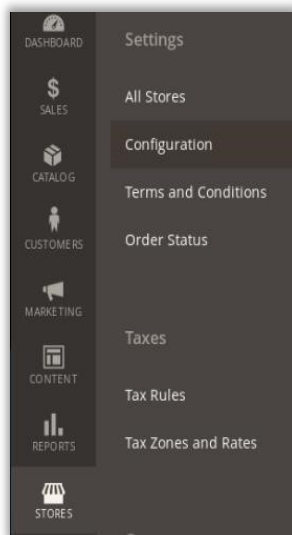 DASHBOARD
SALES
CATALOG
CUSTOMERS
MARKETING
CONTENT
REPORTS
STORES
Settings
All Stores
Configuration
Terms and Conditions
Order Status
Taxes
Tax Rules
Tax Zones and Rates